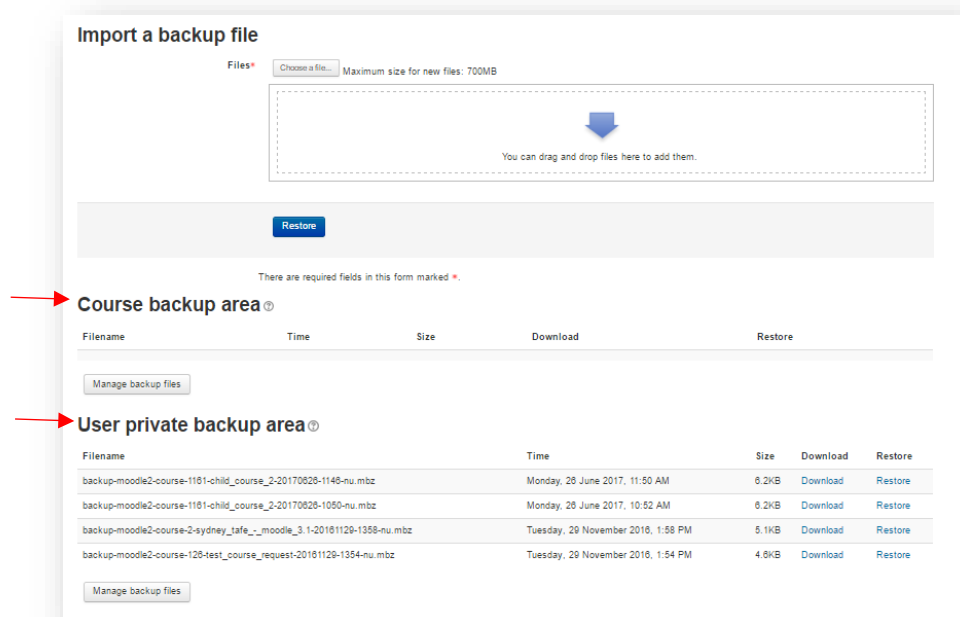 Import a backup file
Files* Choose a file... Maximum size for new files: 700MB
You can drag and drop files here to add them.
Restore
There are required fields in this form marked *.
Course backup area
Filename Time Size Download Restore
Manage backup files
User private backup area
Filename Time Size Download Restore
backup-moodle2-course-1161-child_course_2-20170626-1146-nu.mbz Monday, 26 June 2017, 11:50 AM 6.2KB Download Restore
backup-moodle2-course-1161-child_course_2-20170626-1050-nu.mbz Monday, 26 June 2017, 10:52 AM 6.2KB Download Restore
backup-moodle2-course-2-sydney_tafe_-_moodle_3.1-20161129-1358-nu.mbz Tuesday, 29 November 2016, 1:58 PM 5.1KB Download Restore
backup-moodle2-course-126-test_course_request-20161129-1354-nu.mbz Tuesday, 29 November 2016, 1:54 PM 4.6KB Download Restore
Manage backup files